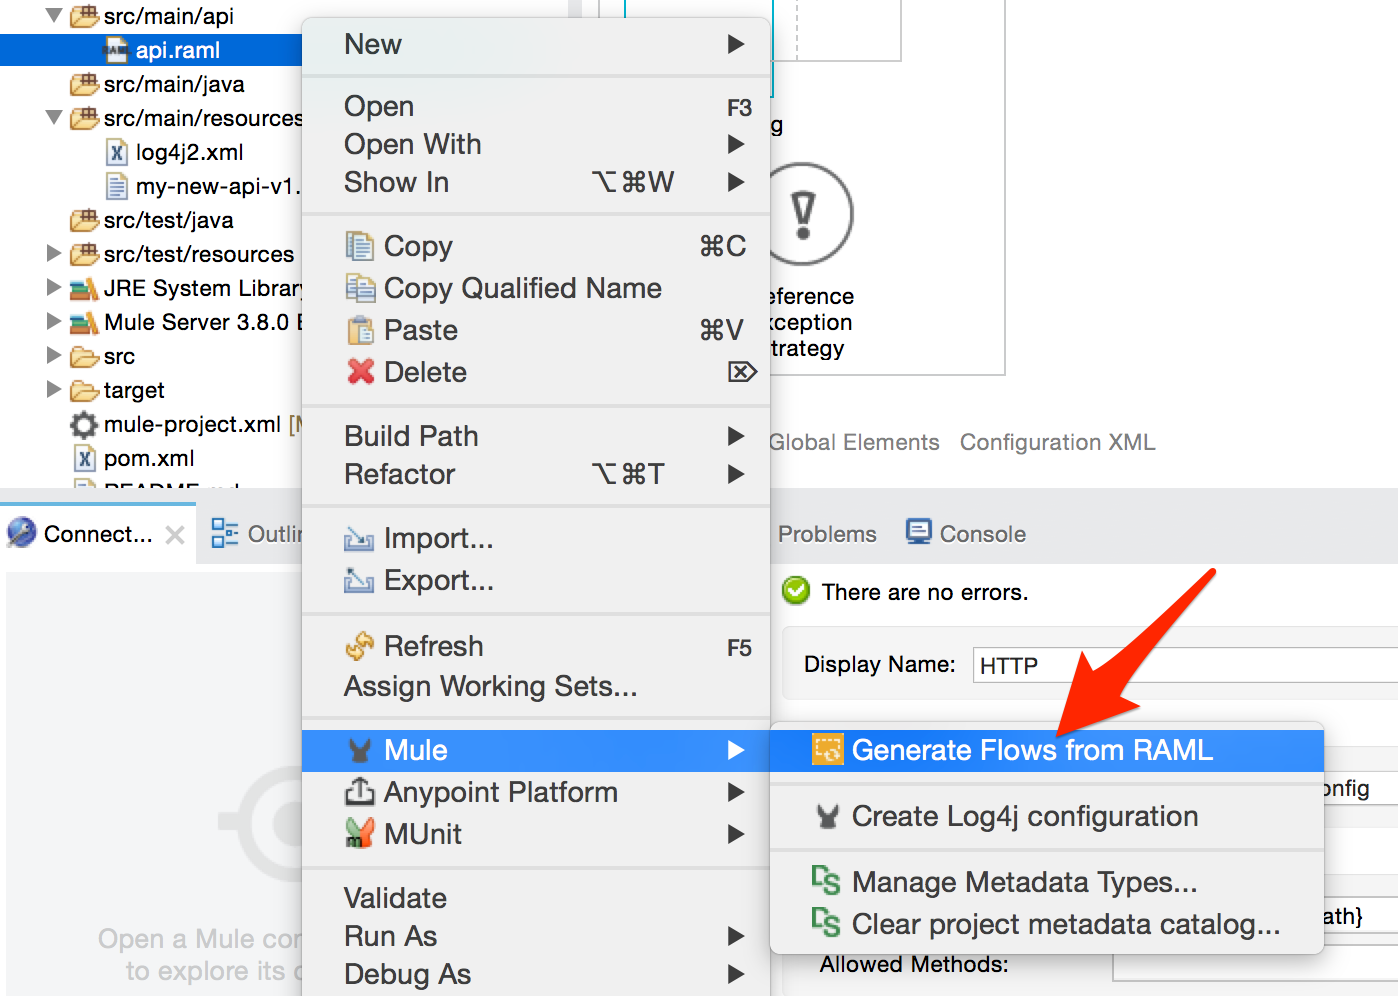 src/main/api
api.raml
src/main/java
src/main/resources
log4j2.xml
my-new-api-v1.
src/test/java
src/test/resources
JRE System Library
Mule Server 3.8.0
src
target
mule-project.xml
pom.xml
README.md
New
Open F3
Open With
Show In ⌥⌘W
Copy ⌘C
Copy Qualified Name
Paste ⌘V
Delete ⌦
Build Path
Refactor ⌥⌘T
Import...
Export...
Refresh F5
Assign Working Sets...
Mule
Anypoint Platform
MUnit
Validate
Run As
Debug As
Generate Flows from RAML
Create Log4j configuration
Manage Metadata Types...
Clear project metadata catalog...
g
eference
xception
trategy
Global Elements Configuration XML
Connect... Outlin
Problems Console
There are no errors.
Display Name: HTTP
onfig
ath}
Allowed Methods:
Open a Mule con
to explore its c